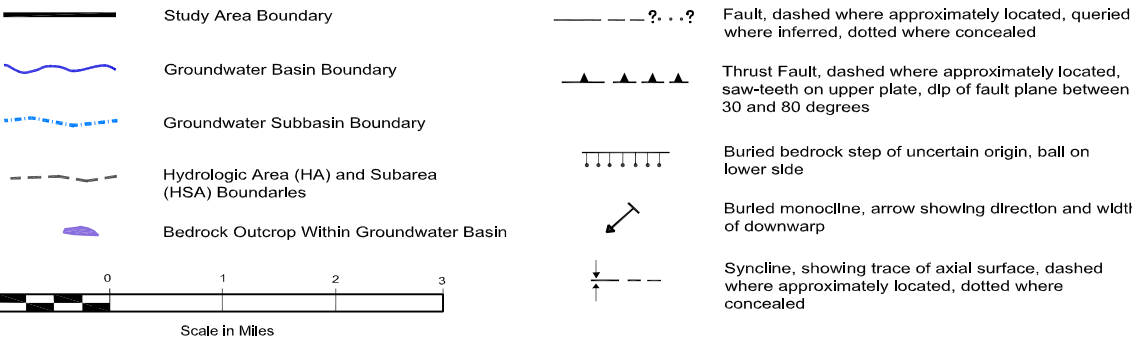 Study Area Boundary
Groundwater Basin Boundary
Groundwater Subbasin Boundary
Hydrologic Area (HA) and Subarea
(HSA) Boundaries
Bedrock Outcrop Within Groundwater Basin
0 1 2 3
Scale in Miles
?. . . ?
Fault, dashed where approximately located, queried
where inferred, dotted where concealed
Thrust Fault, dashed where approximately located,
saw-teeth on upper plate, dip of fault plane between
30 and 80 degrees
Buried bedrock step of uncertain origin, ball on
lower side
Buried monocline, arrow showing direction and width
of downwarp
Syncline, showing trace of axial surface, dashed
where approximately located, dotted where
concealed